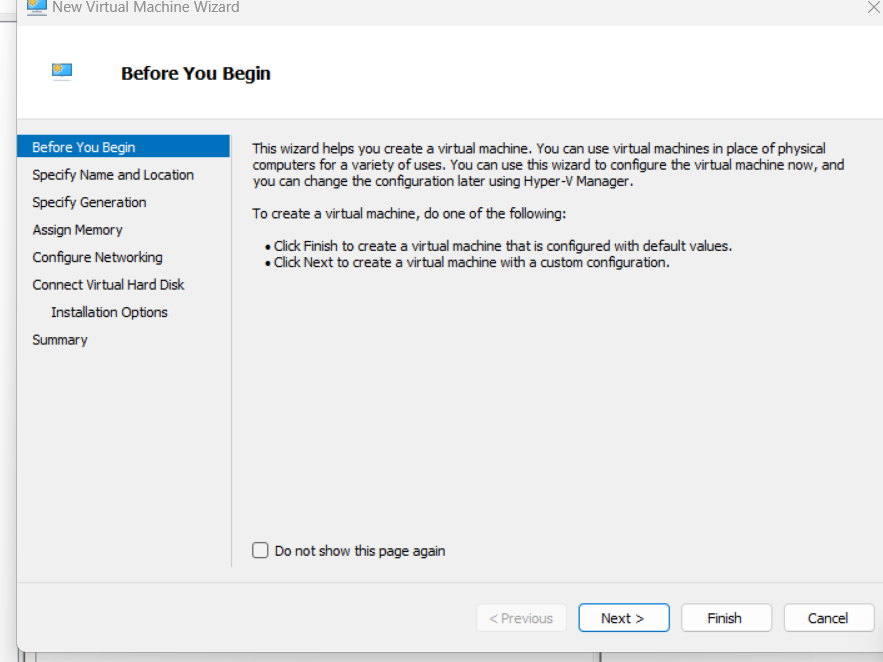 New Virtual Machine Wizard
Before You Begin
Before You Begin
Specify Name and Location
Specify Generation
Assign Memory
Configure Networking
Connect Virtual Hard Disk
Installation Options
Summary
This wizard helps you create a virtual machine. You can use virtual machines in place of physical
computers for a variety of uses. You can use this wizard to configure the virtual machine now, and
you can change the configuration later using Hyper-V Manager.
To create a virtual machine, do one of the following:
• Click Finish to create a virtual machine that is configured with default values.
• Click Next to create a virtual machine with a custom configuration.
Do not show this page again
< Previous
Next >
Finish
Cancel